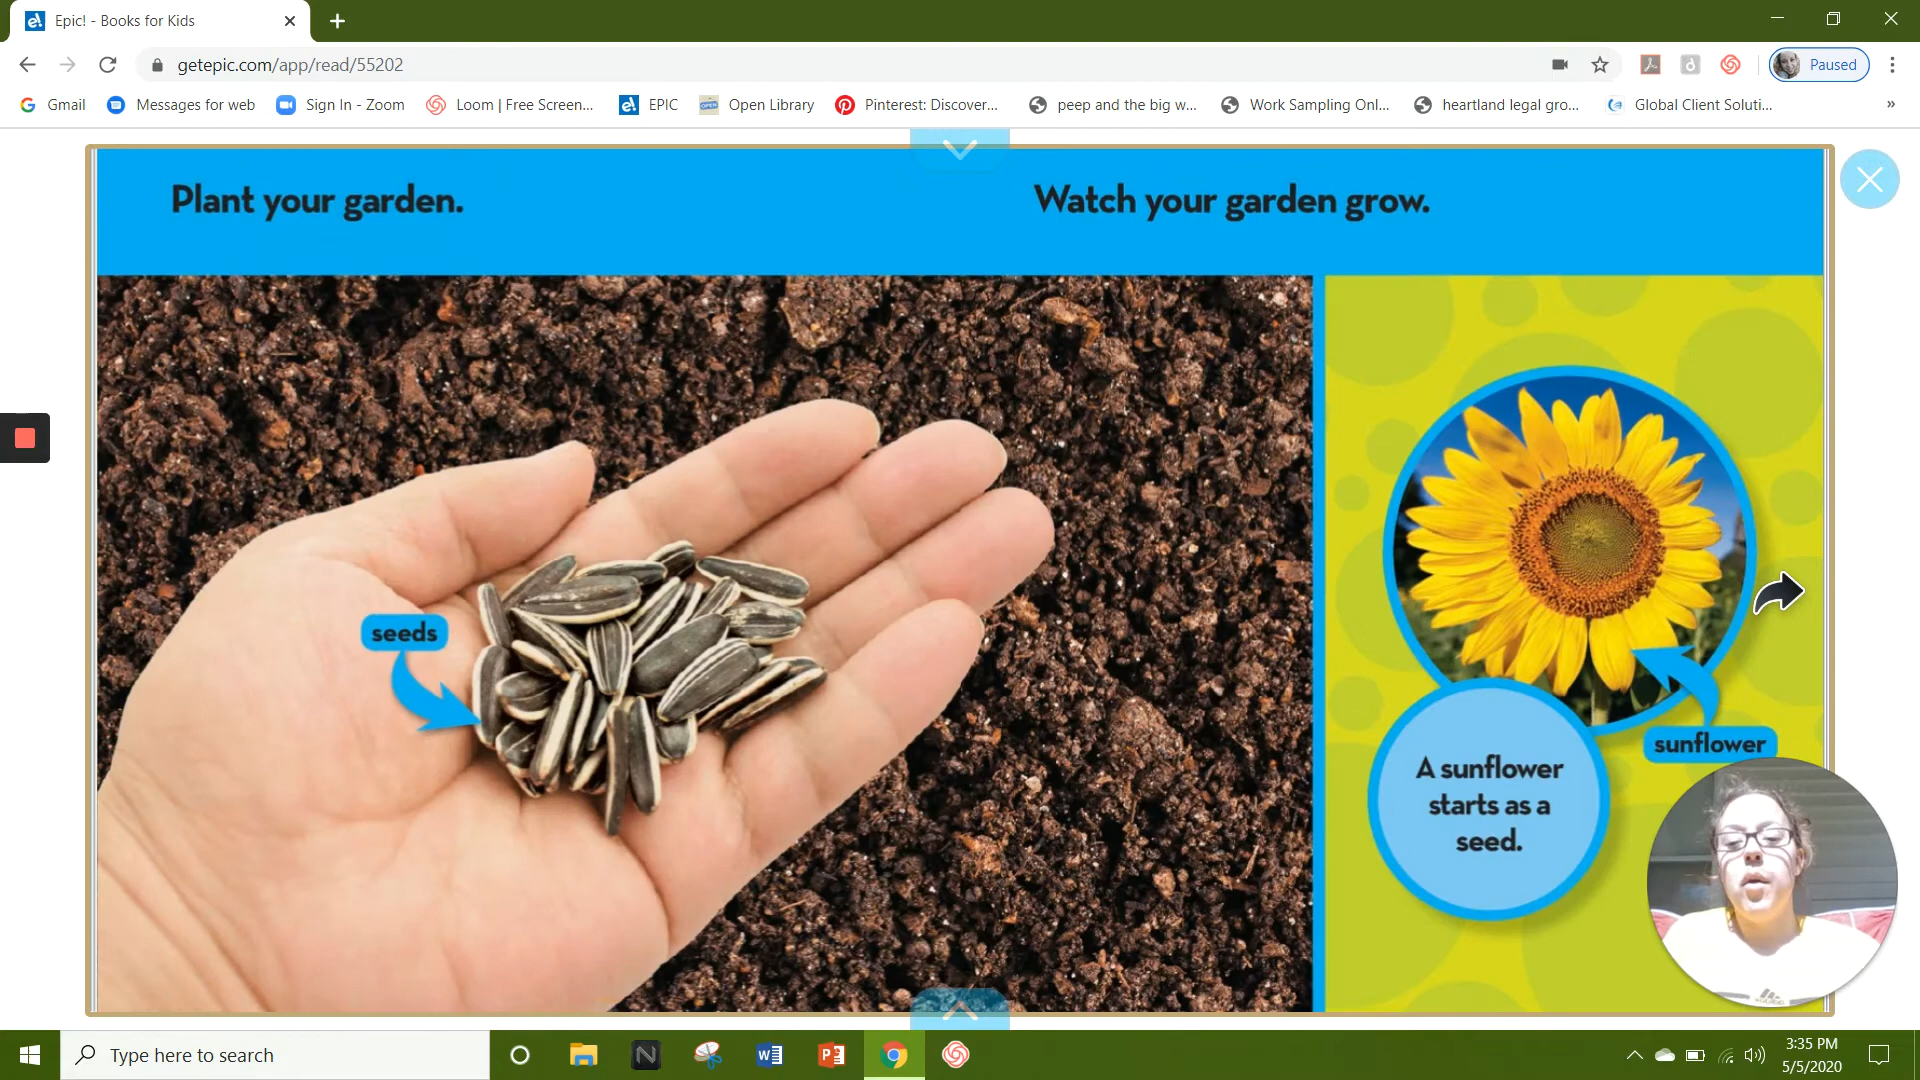 Epic! - Books for Kids
getepic.com/app/read/55202
Paused
Gmail
Messages for web
Sign In - Zoom
Loom | Free Screen...
EPIC
Open Library
Pinterest: Discover...
peep and the big w...
Work Sampling Onl...
heartland legal gro...
Global Client Soluti...
»
Plant your garden.
Watch your garden grow.
seeds
sunflower
A sunflower
starts as a
seed.
Type here to search
3:35 PM
5/5/2020